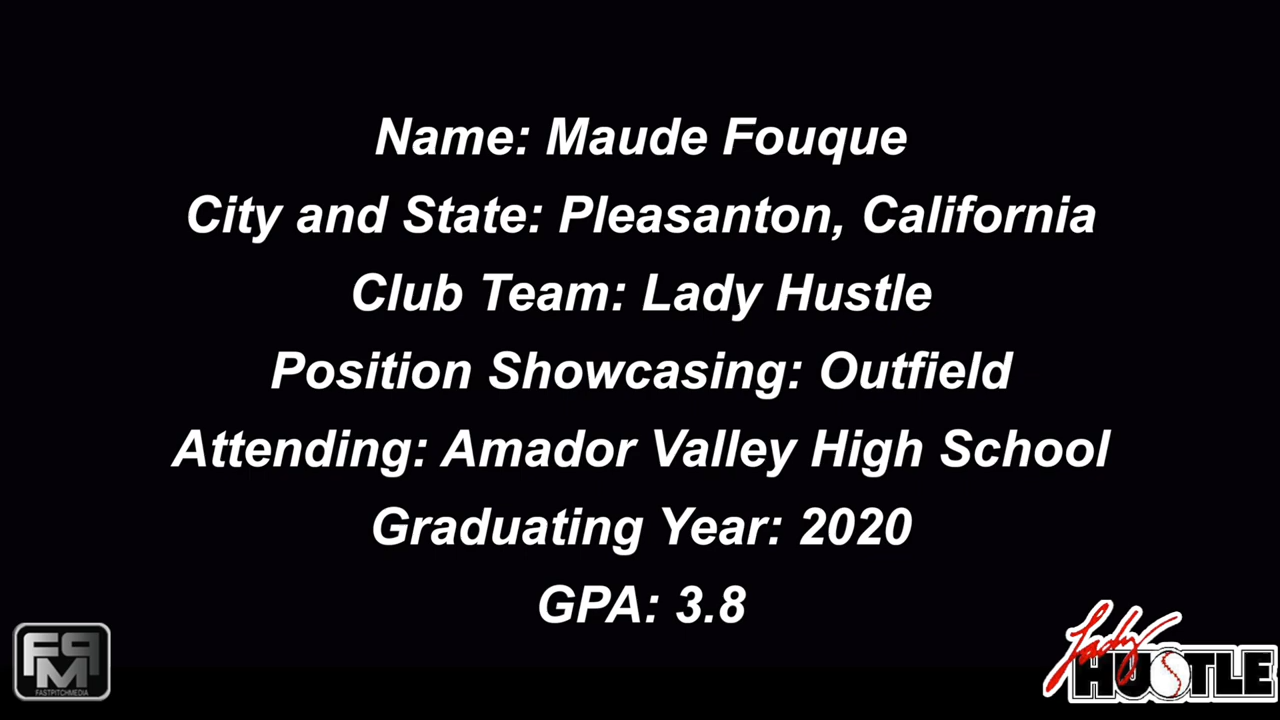 Name: Maude Fouque
City and State: Pleasanton, California
Club Team: Lady Hustle
Position Showcasing: Outfield
Attending: Amador Valley High School
Graduating Year: 2020
GPA: 3.8
FPM
FASTPITCHMEDIA
Lady
HUSTLE